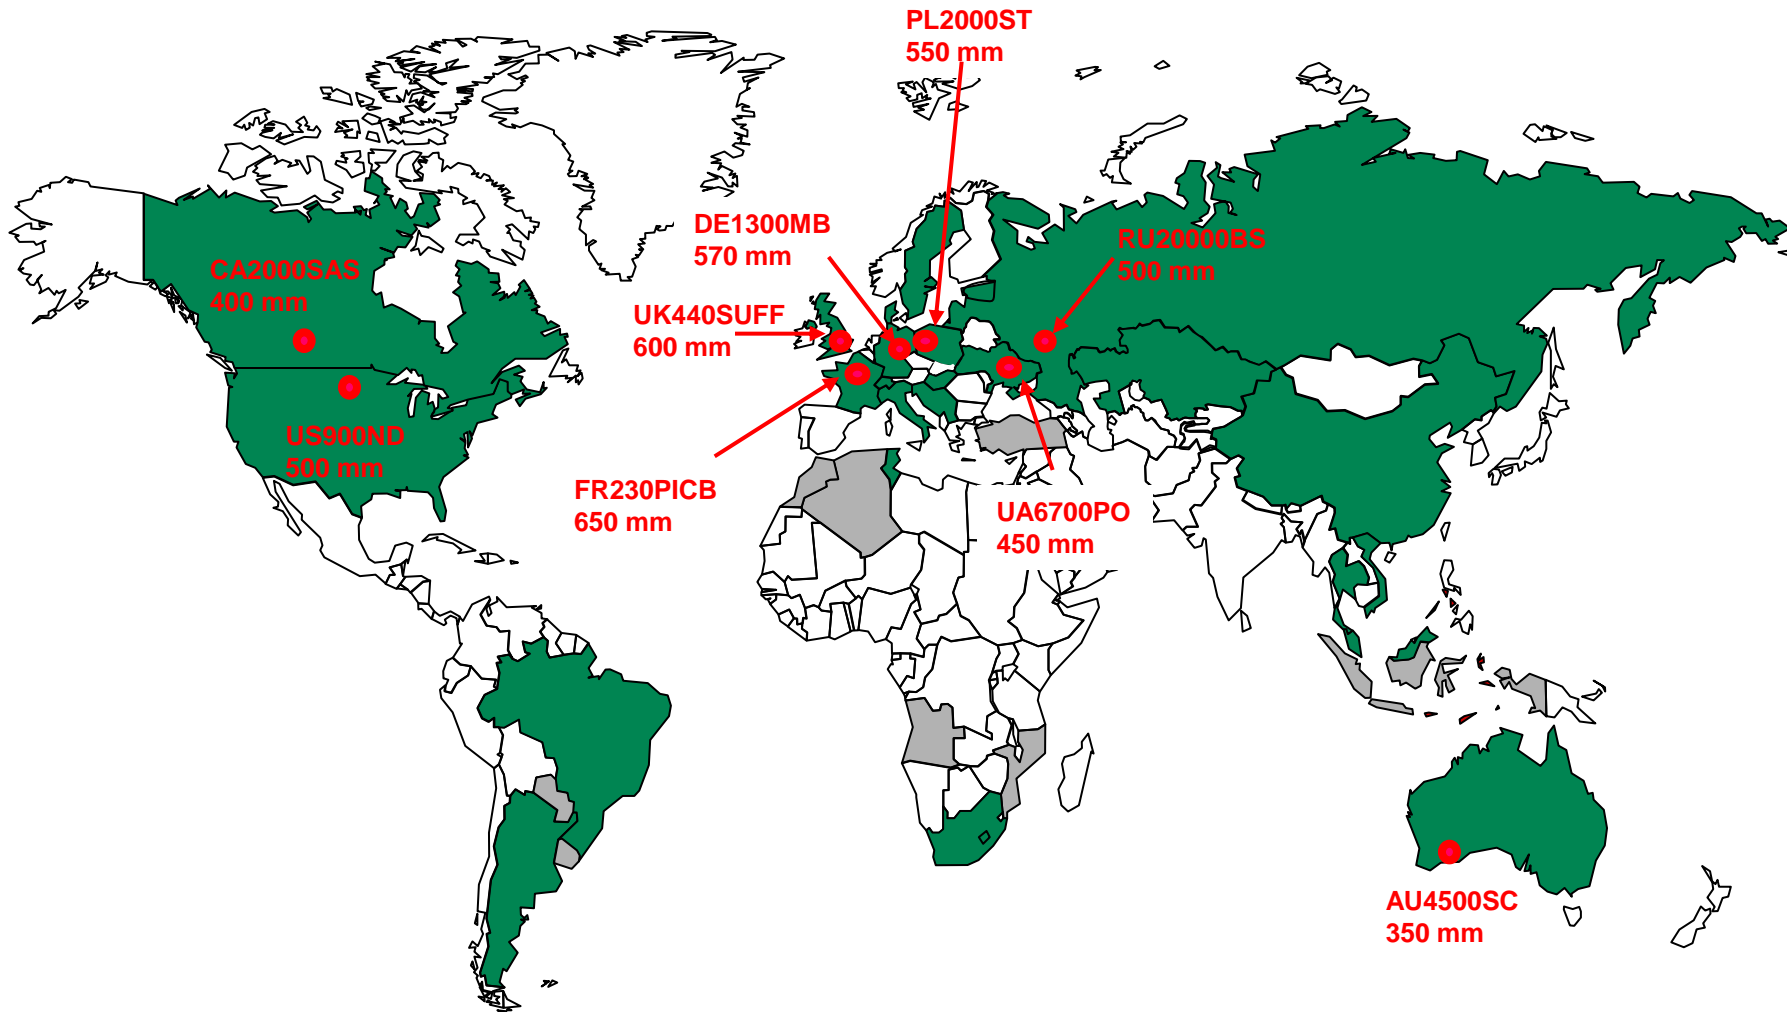 PL2000ST
550 mm
DE1300MB
570 mm
RU20000BS
500 mm
CA2000SAS
400 mm
UK440SUFF
600 mm
US900ND
500 mm
FR230PICB
650 mm
UA6700PO
450 mm
AU4500SC
350 mm